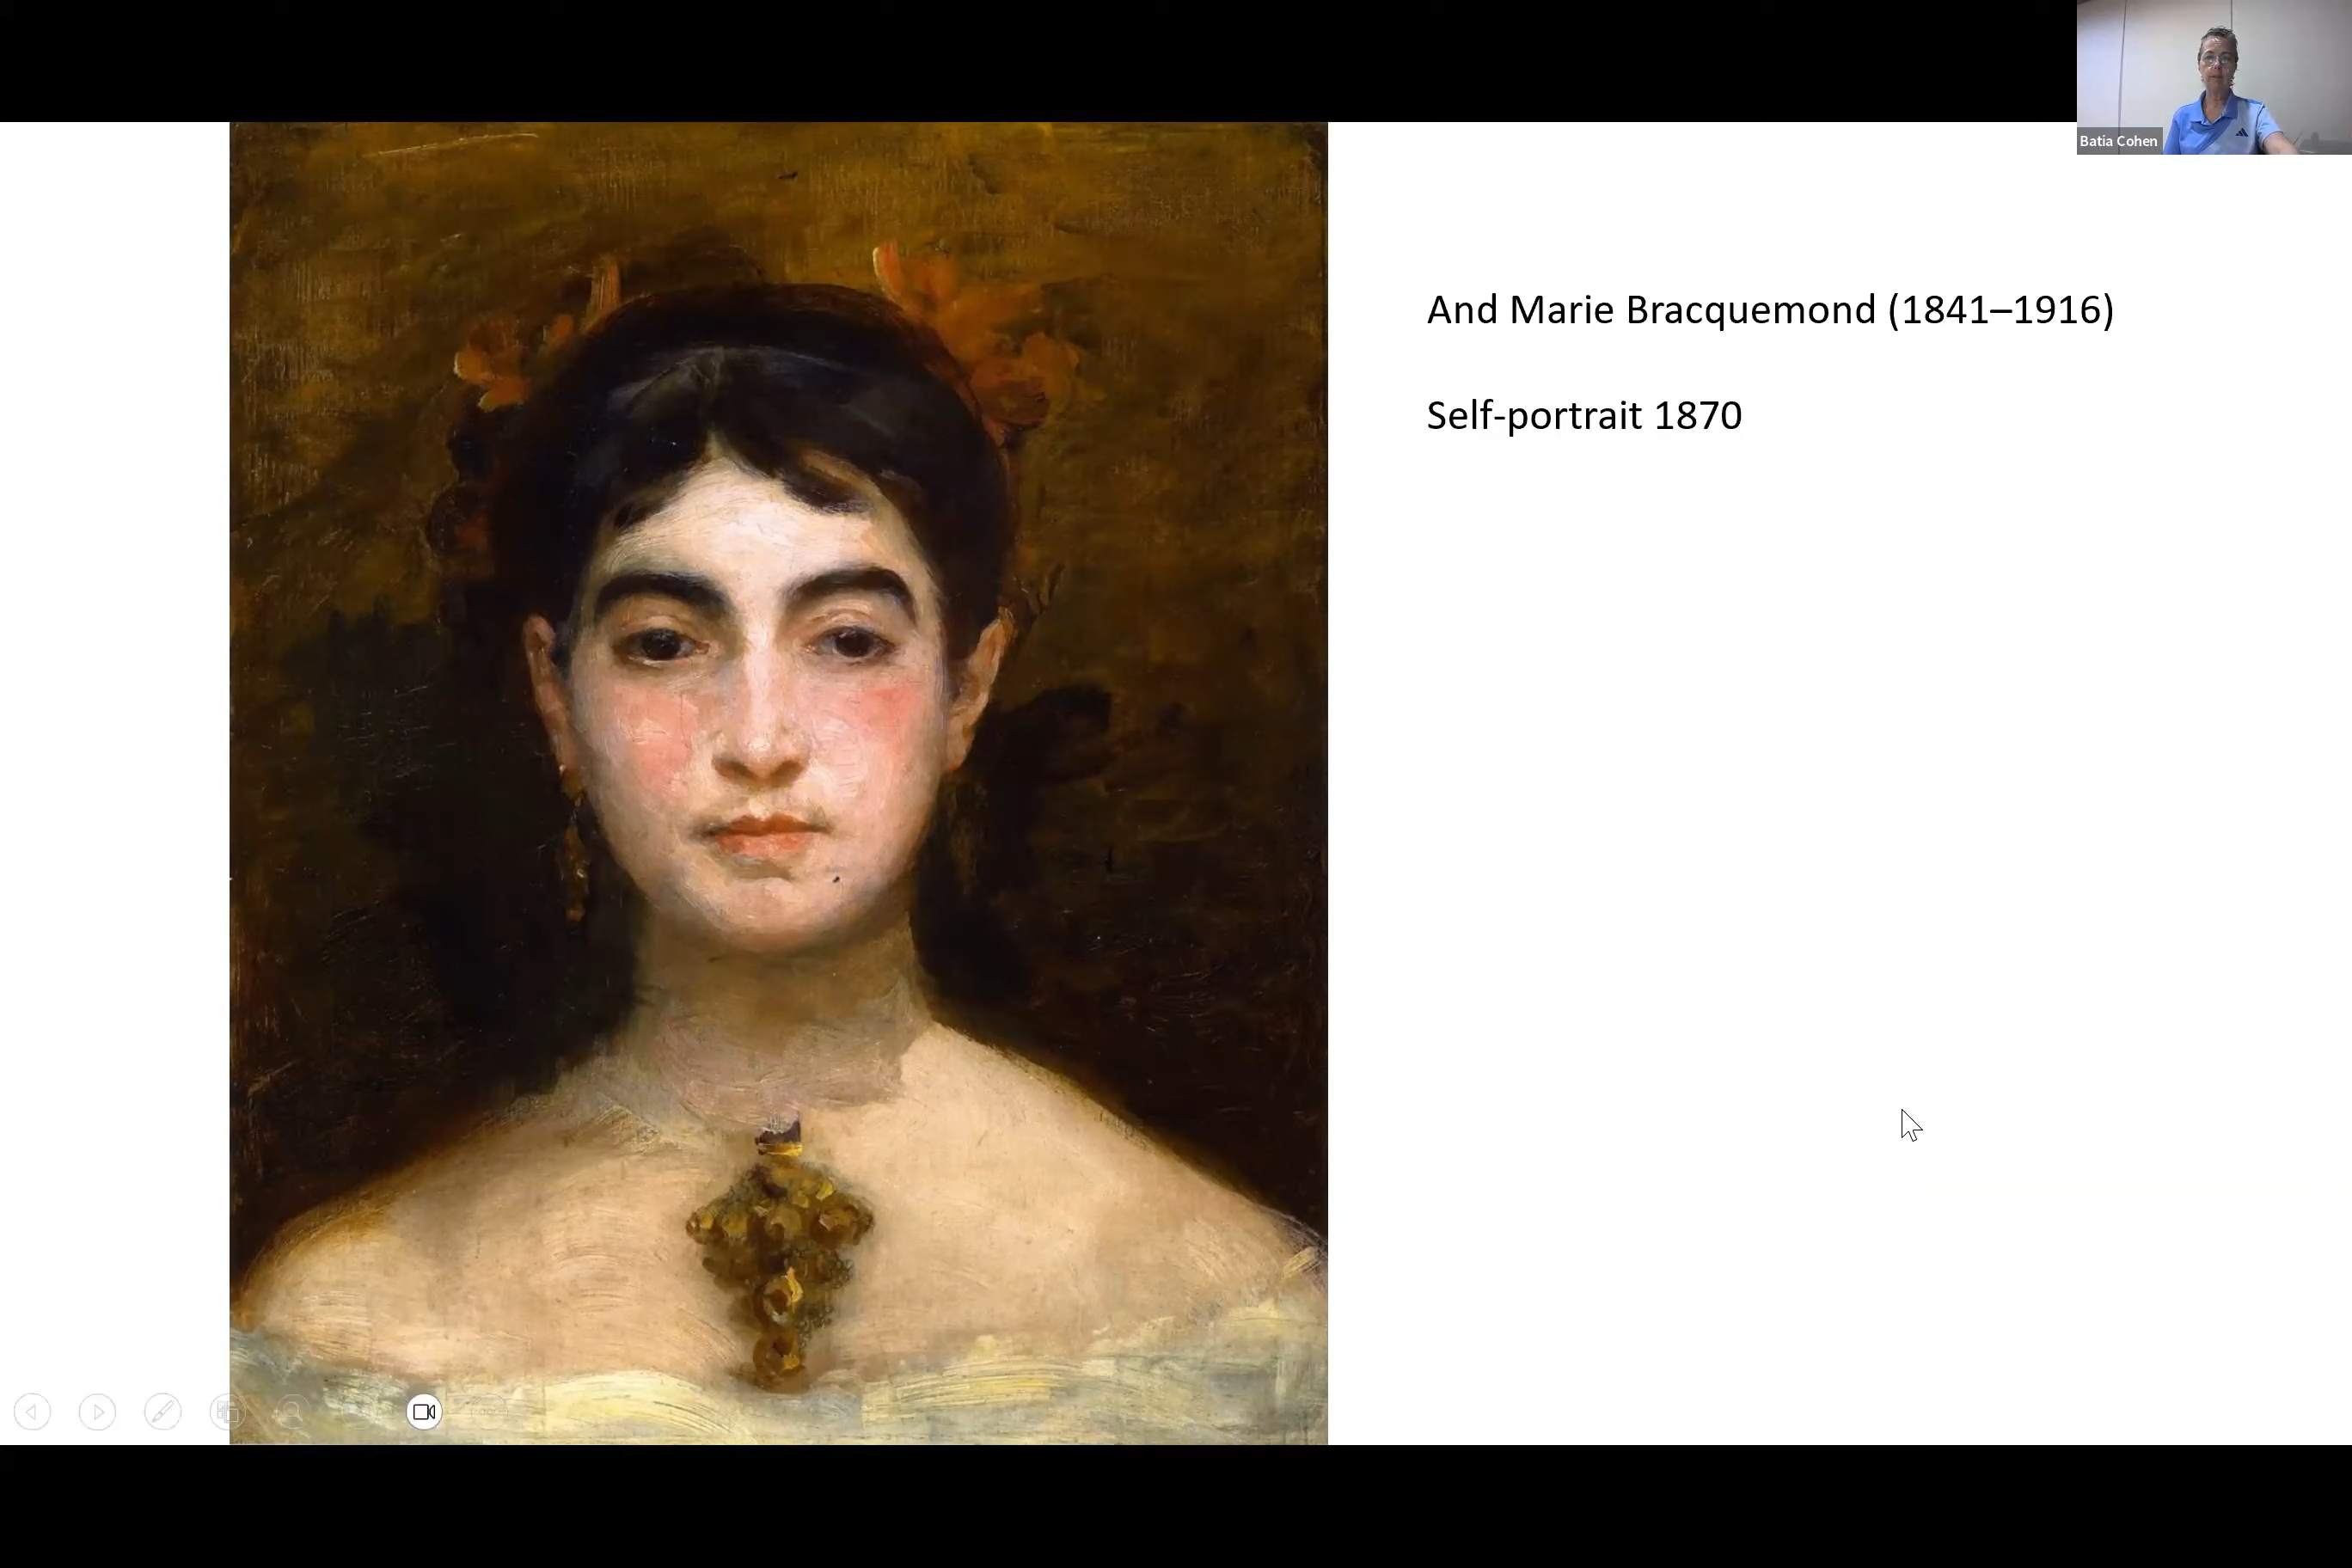 Batia Cohen
And Marie Bracquemond (1841–1916)
Self-portrait 1870